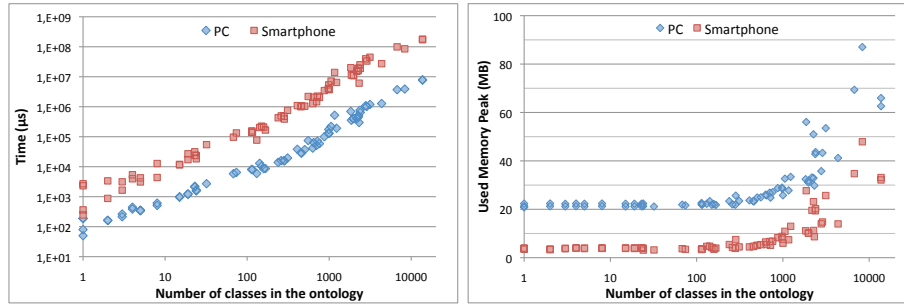 PC Smartphone
Time (µs)
1,E+09
1,E+08
1,E+07
1,E+06
1,E+05
1,E+04
1,E+03
1,E+02
1,E+01
1 10 100 1000 10000
Number of classes in the ontology
PC Smartphone
Used Memory Peak (MB)
100
80
60
40
20
0
1 10 100 1000 10000
Number of classes in the ontology